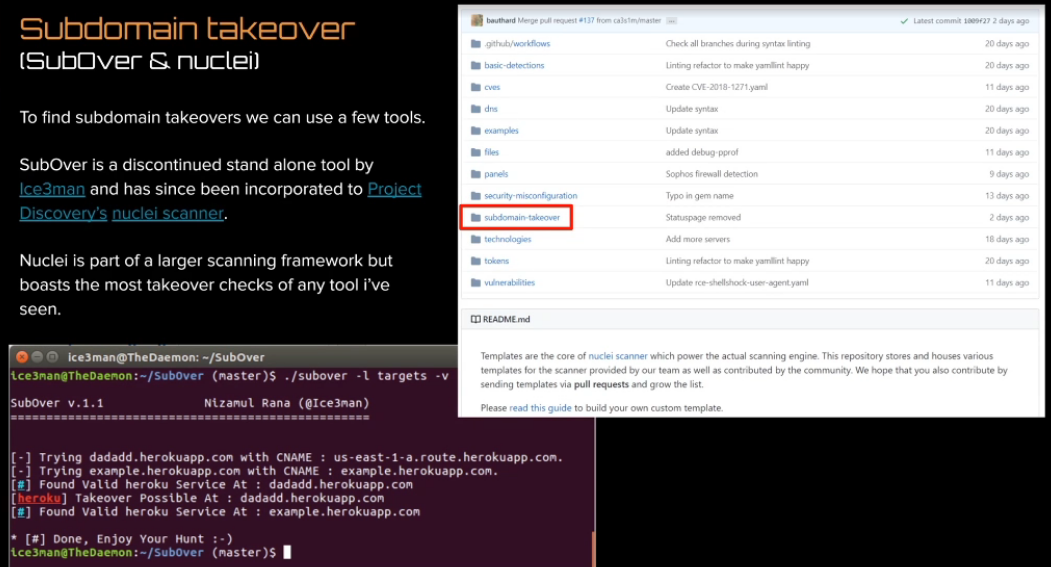 Subdomain takeover
(SubOver & nuclei)
To find subdomain takeovers we can use a few tools.
SubOver is a discontinued stand alone tool by
Ice3man and has since been incorporated to Project
Discovery's nuclei scanner.
Nuclei is part of a larger scanning framework but
boasts the most takeover checks of any tool i've
seen.
bauthard Merge pull request #137 from ca3s1m/master ... ✓ Latest commit 1009f27 2 days ago
.github/workflows Check all branches during syntax linting 20 days ago
basic-detections Linting refactor to make yamllint happy 20 days ago
cves Create CVE-2018-1271.yaml 11 days ago
dns Update syntax 20 days ago
examples Update syntax 20 days ago
files added debug-pprof 11 days ago
panels Sophos firewall detection 9 days ago
security-misconfiguration Typo in gem name 13 days ago
subdomain-takeover Statuspage removed 2 days ago
technologies Add more servers 18 days ago
tokens Linting refactor to make yamllint happy 20 days ago
vulnerabilities Update rce-shellshock-user-agent.yaml 11 days ago
README.md
Templates are the core of nuclei scanner which power the actual scanning engine. This repository stores and houses various
templates for the scanner provided by our team as well as contributed by the community. We hope that you also contribute by
sending templates via pull requests and grow the list.
Please read this guide to build your own custom template.
ice3man@TheDaemon: ~/SubOver
ice3man@TheDaemon:~/SubOver (master)$ ./subover -l targets -v
SubOver v.1.1 Nizamul Rana (@Ice3man)
==================================================
[-] Trying dadadd.herokuapp.com with CNAME : us-east-1-a.route.herokuapp.com.
[-] Trying example.herokuapp.com with CNAME : example.herokuapp.com.
[#] Found Valid heroku Service At : dadadd.herokuapp.com
[heroku] Takeover Possible At : dadadd.herokuapp.com
[#] Found Valid heroku Service At : example.herokuapp.com
* [#] Done, Enjoy Your Hunt :-)
ice3man@TheDaemon:~/SubOver (master)$